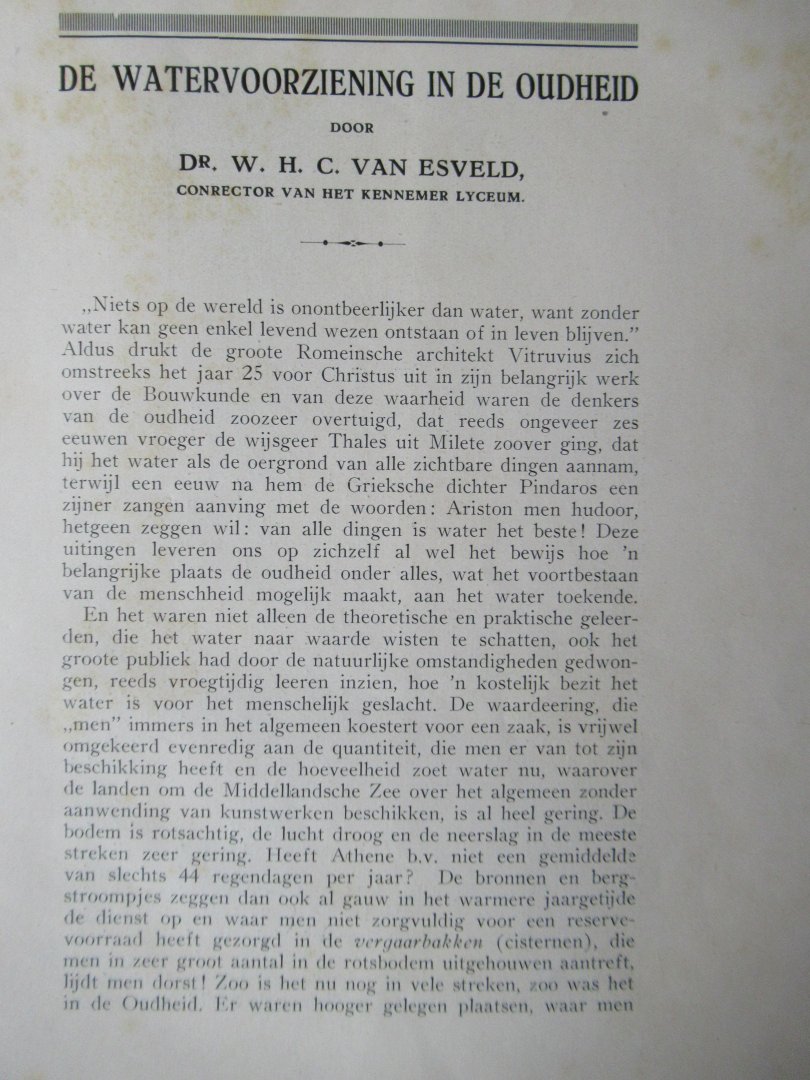 DE WATERVOORZIENING IN DE OUDHEID
DOOR
DR. W. H. C. VAN ESVELD,
CONRECTOR VAN HET KENNEMER LYCEUM.
„Niets op de wereld is onontbeerlijker dan water, want zonder
water kan geen enkel levend wezen ontstaan of in leven blijven.”
Aldus drukt de groote Romeinsche architekt Vitruvius zich
omstreeks het jaar 25 voor Christus uit in zijn belangrijk werk
over de Bouwkunde en van deze waarheid waren de denkers
van de oudheid zoozeer overtuigd, dat reeds ongeveer zes
eeuwen vroeger de wijsgeer Thales uit Milete zoover ging, dat
hij het water als de oergrond van alle zichtbare dingen aannam,
terwijl een eeuw na hem de Grieksche dichter Pindaros een
zijner zangen aanving met de woorden: Ariston men hudoor,
hetgeen zeggen wil: van alle dingen is water het beste! Deze
uitingen leveren ons op zichzelf al wel het bewijs hoe 'n
belangrijke plaats de oudheid onder alles, wat het voortbestaan
van de menschheid mogelijk maakt, aan het water toekende.
En het waren niet alleen de theoretische en praktische geleer-
den, die het water naar waarde wisten te schatten, ook het
groote publiek had door de natuurlijke omstandigheden gedwon-
gen, reeds vroegtijdig leeren inzien, hoe 'n kostelijk bezit het
water is voor het menschelijk geslacht. De waardeering, die
„men” immers in het algemeen koestert voor een zaak, is vrijwel
omgekeerd evenredig aan de quantiteit, die men er van tot zijn
beschikking heeft en de hoeveelheid zoet water nu, waarover
de landen om de Middellandsche Zee over het algemeen zonder
aanwending van kunstwerken beschikken, is al heel gering. De
bodem is rotsachtig, de lucht droog en de neerslag in de meeste
streken zeer gering. Heeft Athene b.v. niet een gemiddelde
van slechts 44 regendagen per jaar? De bronnen en berg-
stroompjes zeggen dan ook al gauw in het warmere jaargetijde
de dienst op en waar men niet zorgvuldig voor een reserve-
voorraad heeft gezorgd in de vergaarbakken (cisternen), die
men in zeer groot aantal in de rotsbodem uitgehouwen aantreft,
lijdt men dorst! Zoo is het nu nog in vele streken, zoo was het
in de Oudheid. Er waren hooger gelegen plaatsen, waar men